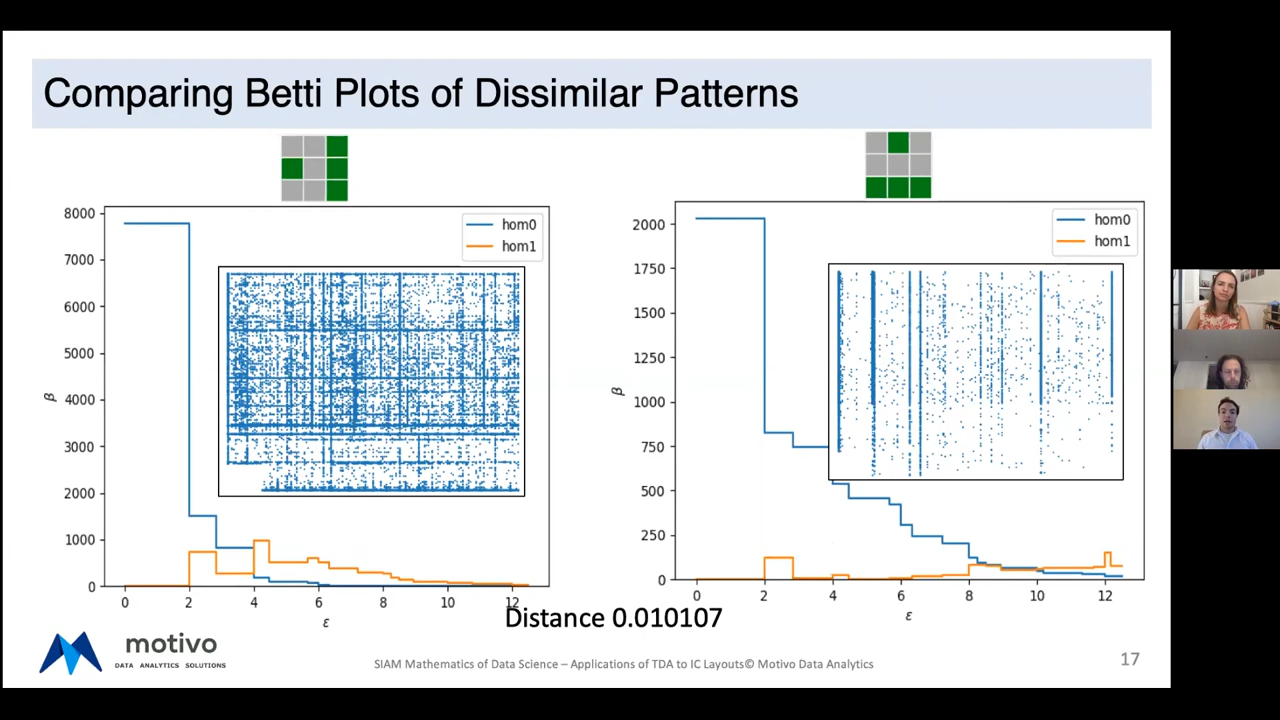 Comparing Betti Plots of Dissimilar Patterns
8000
7000
6000
5000
4000
3000
2000
1000
0
β
hom0
hom1
0 2 4 6 8 10 12
ε
2000
1750
1500
1250
1000
750
500
250
0
β
hom0
hom1
0 2 4 6 8 10 12
ε
Distance 0.010107
motivo
DATA ANALYTICS SOLUTIONS
SIAM Mathematics of Data Science – Applications of TDA to IC Layouts© Motivo Data Analytics
17